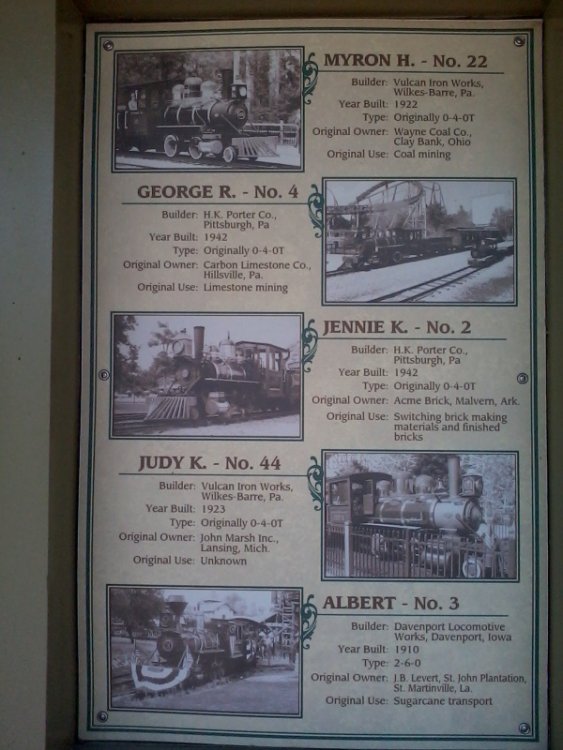 MYRON H. - No. 22
Builder: Vulcan Iron Works,
Wilkes-Barre, Pa.
Year Built: 1922
Type: Originally 0-4-0T
Original Owner: Wayne Coal Co.,
Clay Bank, Ohio
Original Use: Coal mining
GEORGE R. - No. 4
Builder: H.K. Porter Co.,
Pittsburgh, Pa
Year Built: 1942
Type: Originally 0-4-0T
Original Owner: Carbon Limestone Co.,
Hillsville, Pa.
Original Use: Limestone mining
JENNIE K. - No. 2
Builder: H.K. Porter Co.,
Pittsburgh, Pa
Year Built: 1942
Type: Originally 0-4-0T
Original Owner: Acme Brick, Malvern, Ark.
Original Use: Switching brick making
materials and finished
bricks
JUDY K. - No. 44
Builder: Vulcan Iron Works,
Wilkes-Barre, Pa.
Year Built: 1923
Type: Originally 0-4-0T
Original Owner: John Marsh Inc.,
Lansing, Mich.
Original Use: Unknown
ALBERT - No. 3
Builder: Davenport Locomotive
Works, Davenport, Iowa
Year Built: 1910
Type: 2-6-0
Original Owner: J.B. Levert, St. John Plantation,
St. Martinville, La.
Original Use: Sugarcane transport